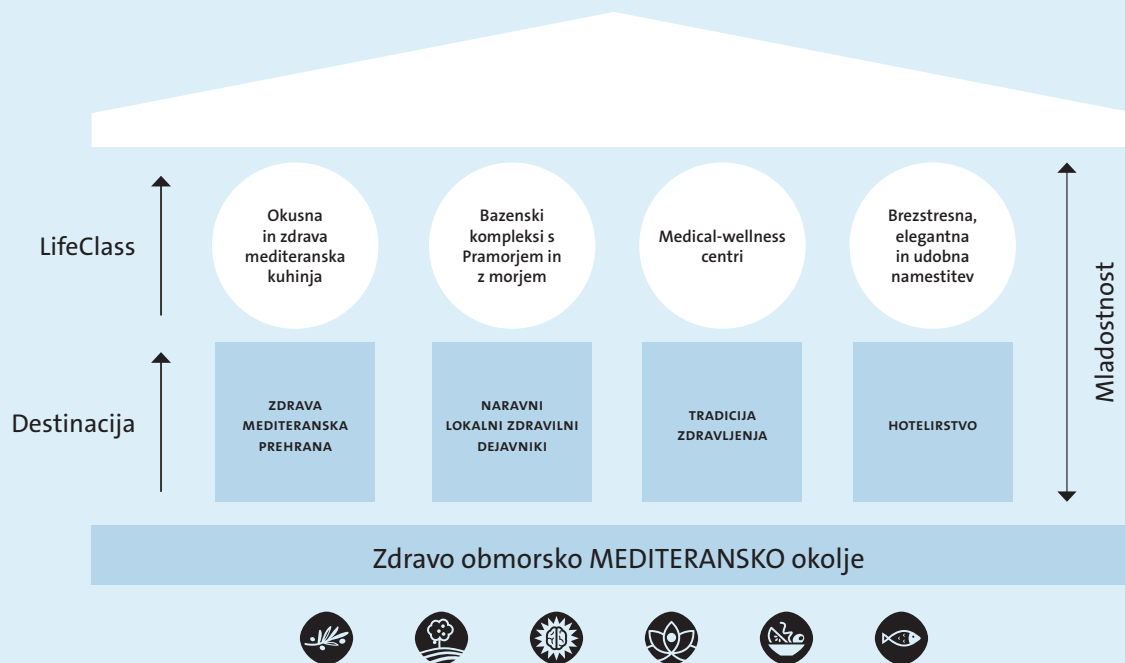 LifeClass
Okusna
in zdrava
mediteranska
kuhinja
Bazenski
kompleksi s
Pramorjem in
z morjem
Medical-wellness
centri
Brezstresna,
elegantna
in udobna
namestitev
Mladostnost
Destinacija
ZDRAVA
MEDITERANSKA
PREHRANA
NARAVNI
LOKALNI ZDRAVILNI
DEJAVNIKI
TRADICIJA
ZDRAVLJENJA
HOTELIRSTVO
Zdravo obmorsko MEDITERANSKO okolje